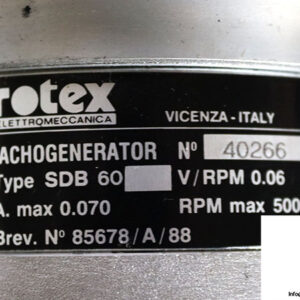 rotex
ELETTROMECCANICA
VICENZA - ITALY
TACHOGENERATOR Nº 40266
Type SDB 60 V/RPM 0.06
A. max 0.070 RPM max 500
Brev. Nº 85678/A/88